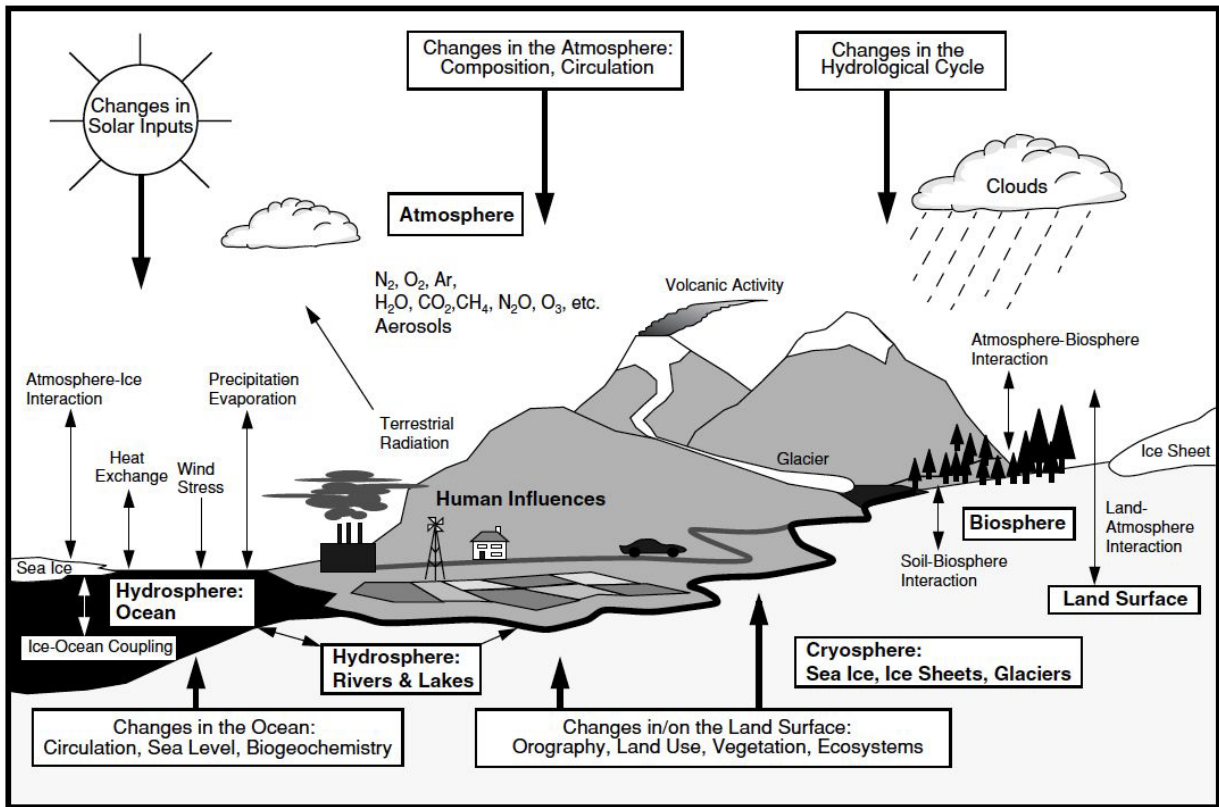 Changes in
Solar Inputs
Changes in the Atmosphere:
Composition, Circulation
Changes in the
Hydrological Cycle
Clouds
Atmosphere
N₂, O₂, Ar,
H₂O, CO₂,CH₄, N₂O, O₃, etc.
Aerosols
Volcanic Activity
Atmosphere-Biosphere
Interaction
Atmosphere-Ice
Interaction
Precipitation
Evaporation
Terrestrial
Radiation
Heat
Exchange
Wind
Stress
Glacier
Ice Sheet
Human Influences
Land-
Atmosphere
Interaction
Biosphere
Soil-Biosphere
Interaction
Sea Ice
Hydrosphere:
Ocean
Land Surface
Ice-Ocean Coupling
Hydrosphere:
Rivers & Lakes
Cryosphere:
Sea Ice, Ice Sheets, Glaciers
Changes in the Ocean:
Circulation, Sea Level, Biogeochemistry
Changes in/on the Land Surface:
Orography, Land Use, Vegetation, Ecosystems